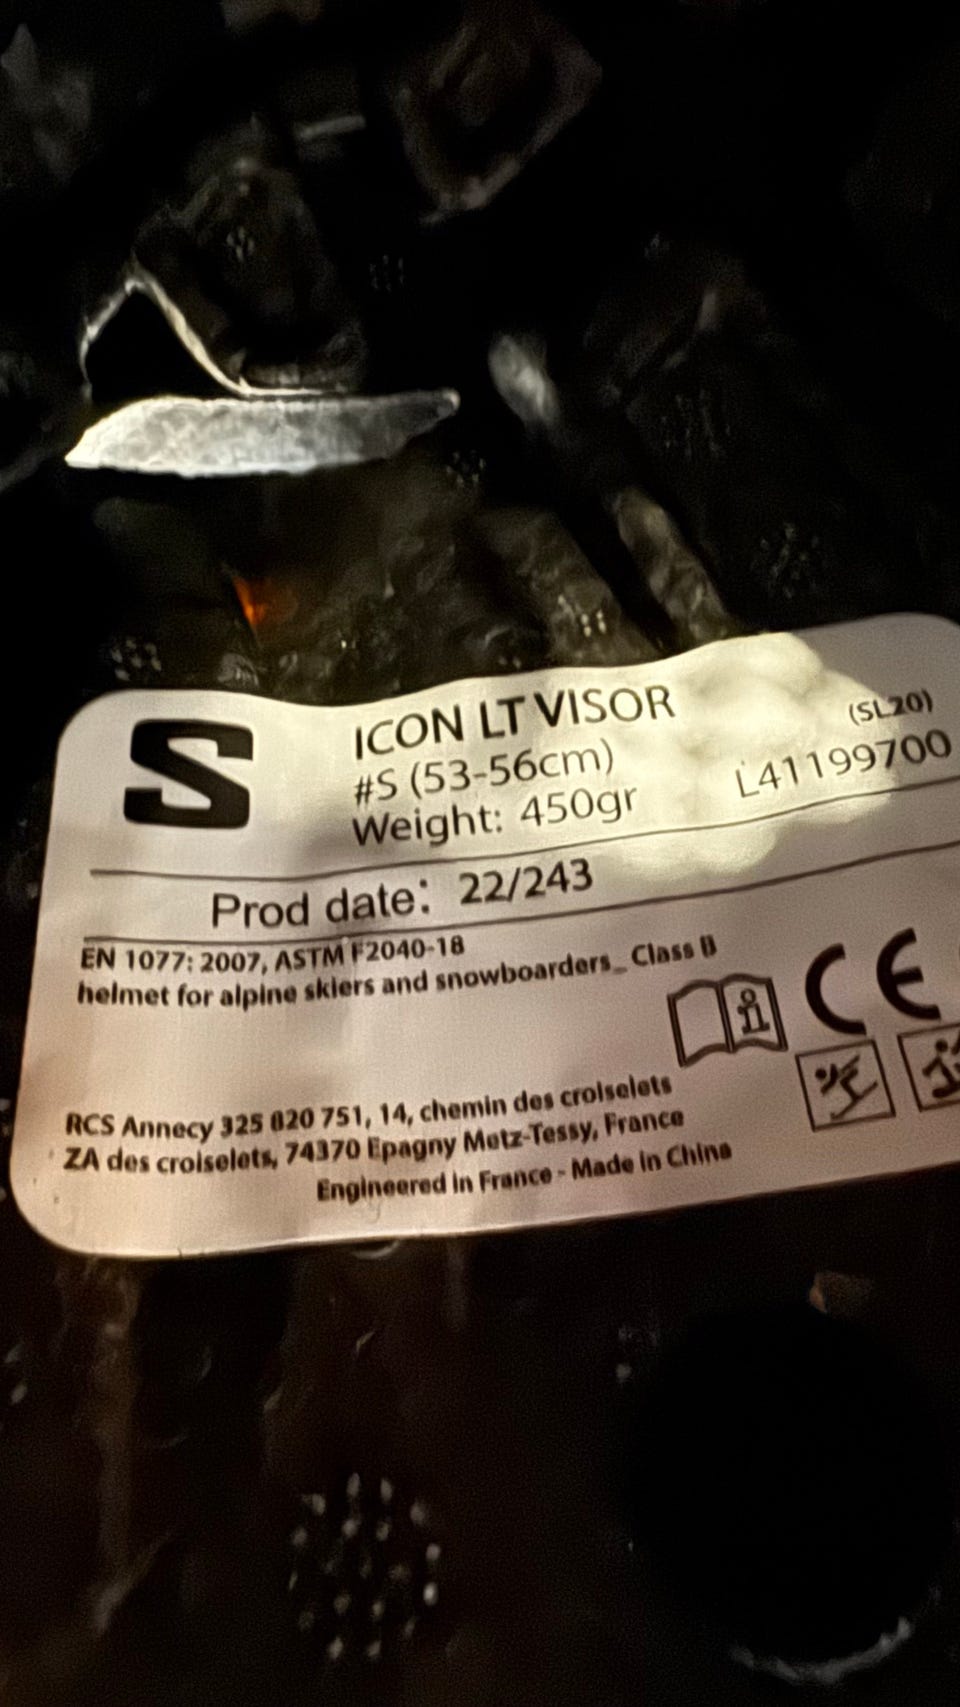 S
ICON LT VISOR
(SL20)
#S (53-56cm)
L41199700
Weight: 450gr
Prod date: 22/243
EN 1077: 2007, ASTM F2040-18
helmet for alpine skiers and snowboarders_ Class B
i
CE
RCS Annecy 325 820 751, 14, chemin des croiselets
ZA des croiselets, 74370 Epagny Metz-Tessy, France
Engineered in France - Made in China